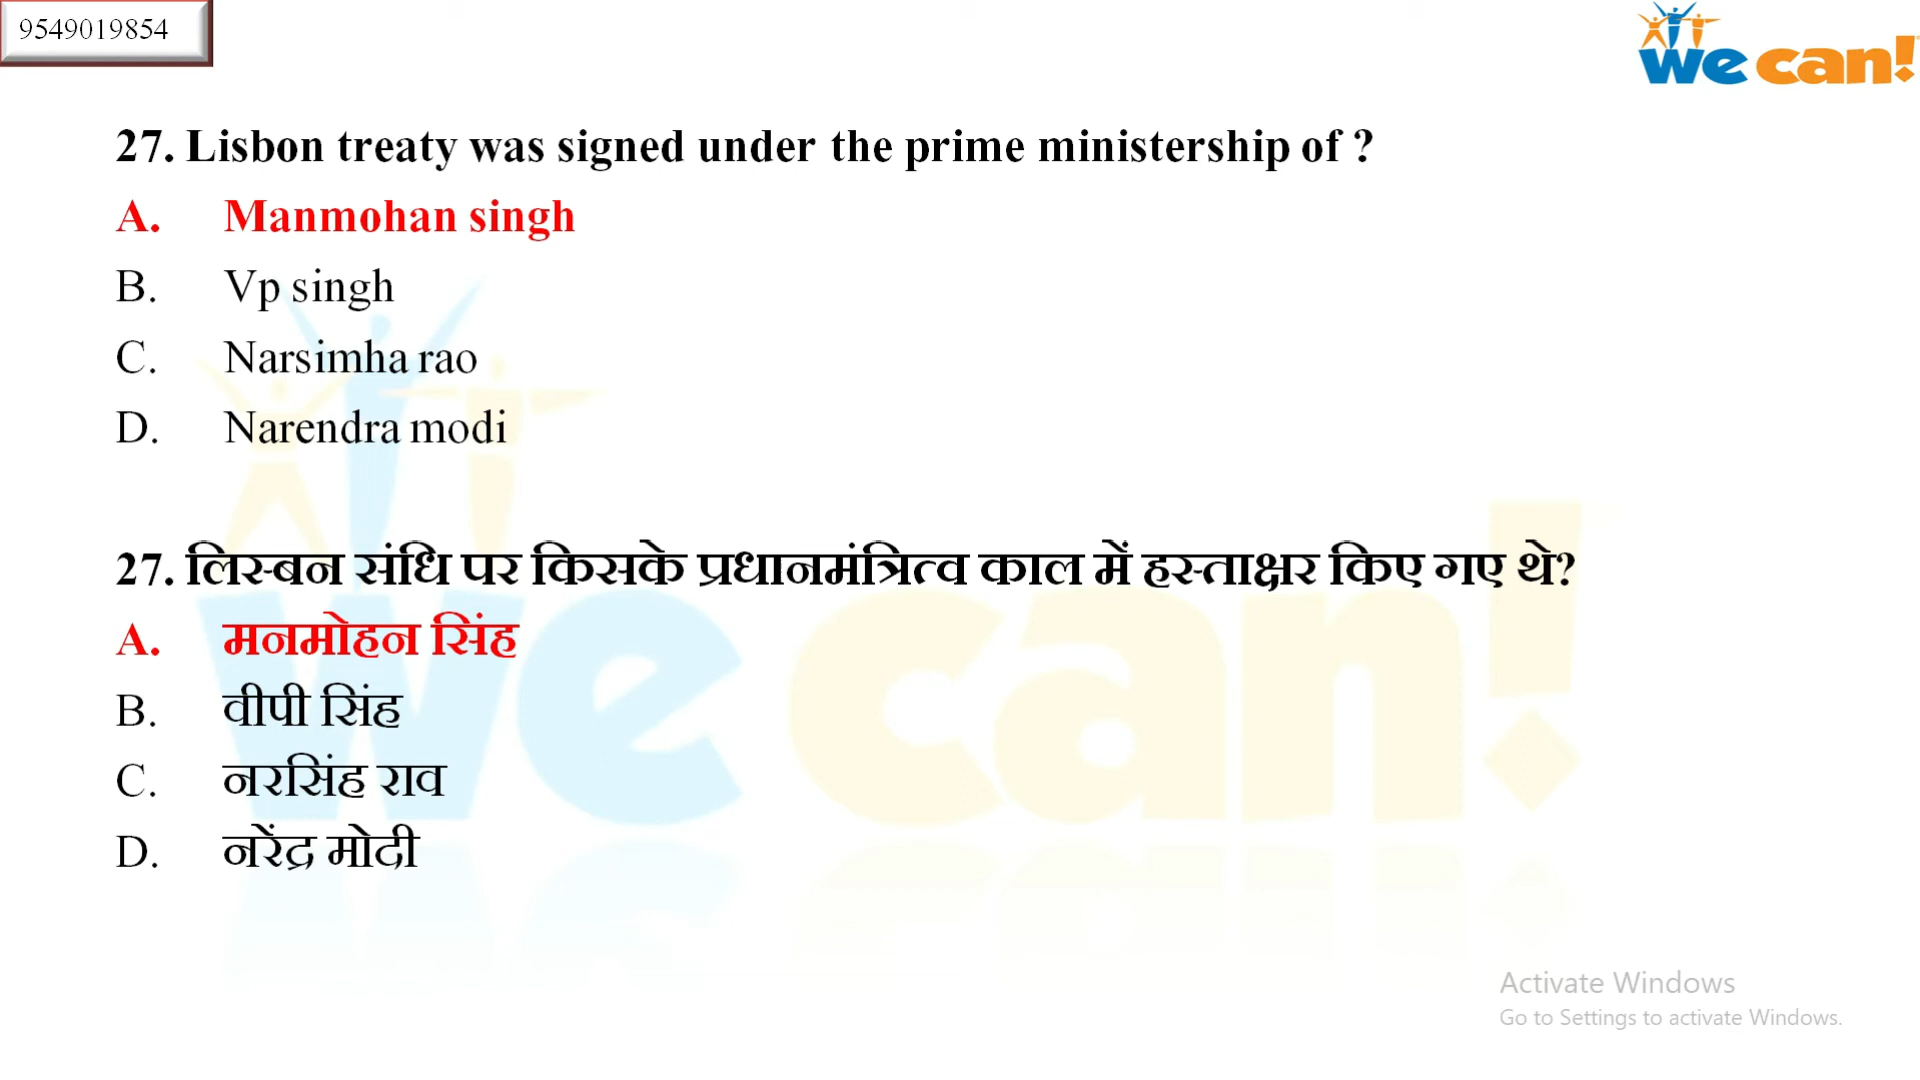 9549019854
we can!
27. Lisbon treaty was signed under the prime ministership of ?
A. Manmohan singh
B. Vp singh
C. Narsimha rao
D. Narendra modi
27. लिस्बन संधि पर किसके प्रधानमंत्रित्व काल में हस्ताक्षर किए गए थे?
A. मनमोहन सिंह
B. वीपी सिंह
C. नरसिंह राव
D. नरेंद्र मोदी
we can!
Activate Windows
Go to Settings to activate Windows.